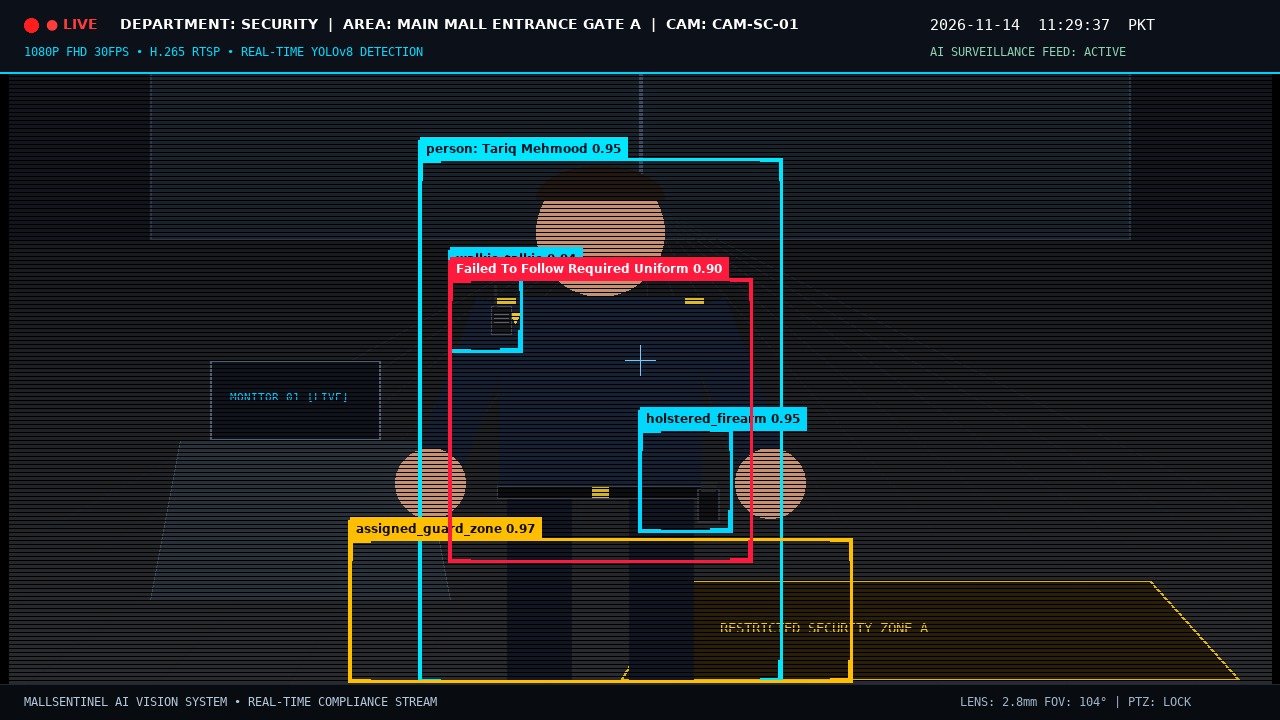 ● LIVE DEPARTMENT: SECURITY | AREA: MAIN MALL ENTRANCE GATE A | CAM: CAM-SC-01 2026-11-14 11:29:37 PKT
1080P FHD 30FPS • H.265 RTSP • REAL-TIME YOLOv8 DETECTION AI SURVEILLANCE FEED: ACTIVE
person: Tariq Mehmood 0.95
walkie_talkie 0.94
Failed To Follow Required Uniform 0.90
MONITOR 01 [LIVE]
holstered_firearm 0.95
assigned_guard_zone 0.97
RESTRICTED SECURITY ZONE A
MALLSENTINEL AI VISION SYSTEM • REAL-TIME COMPLIANCE STREAM LENS: 2.8mm FOV: 104° | PTZ: LOCK